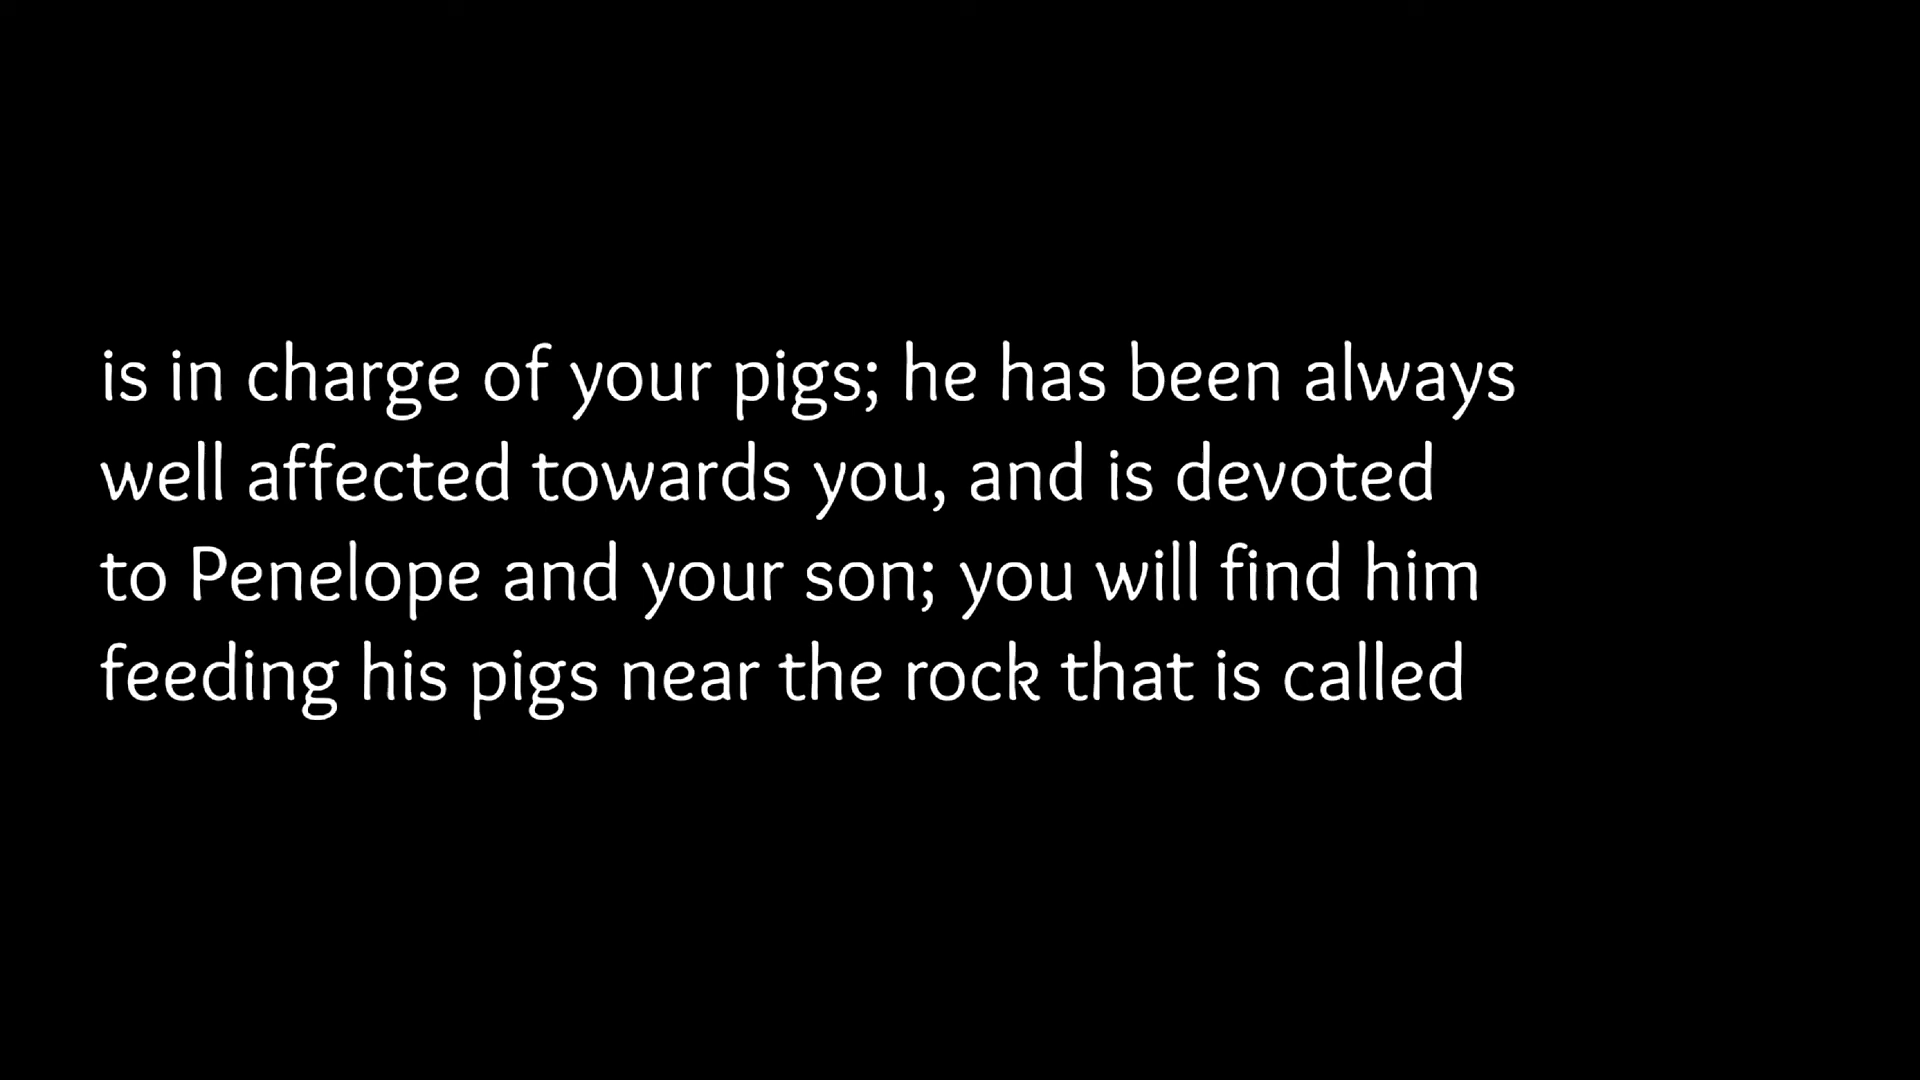 is in charge of your pigs; he has been always
well affected towards you, and is devoted
to Penelope and your son; you will find him
feeding his pigs near the rock that is called